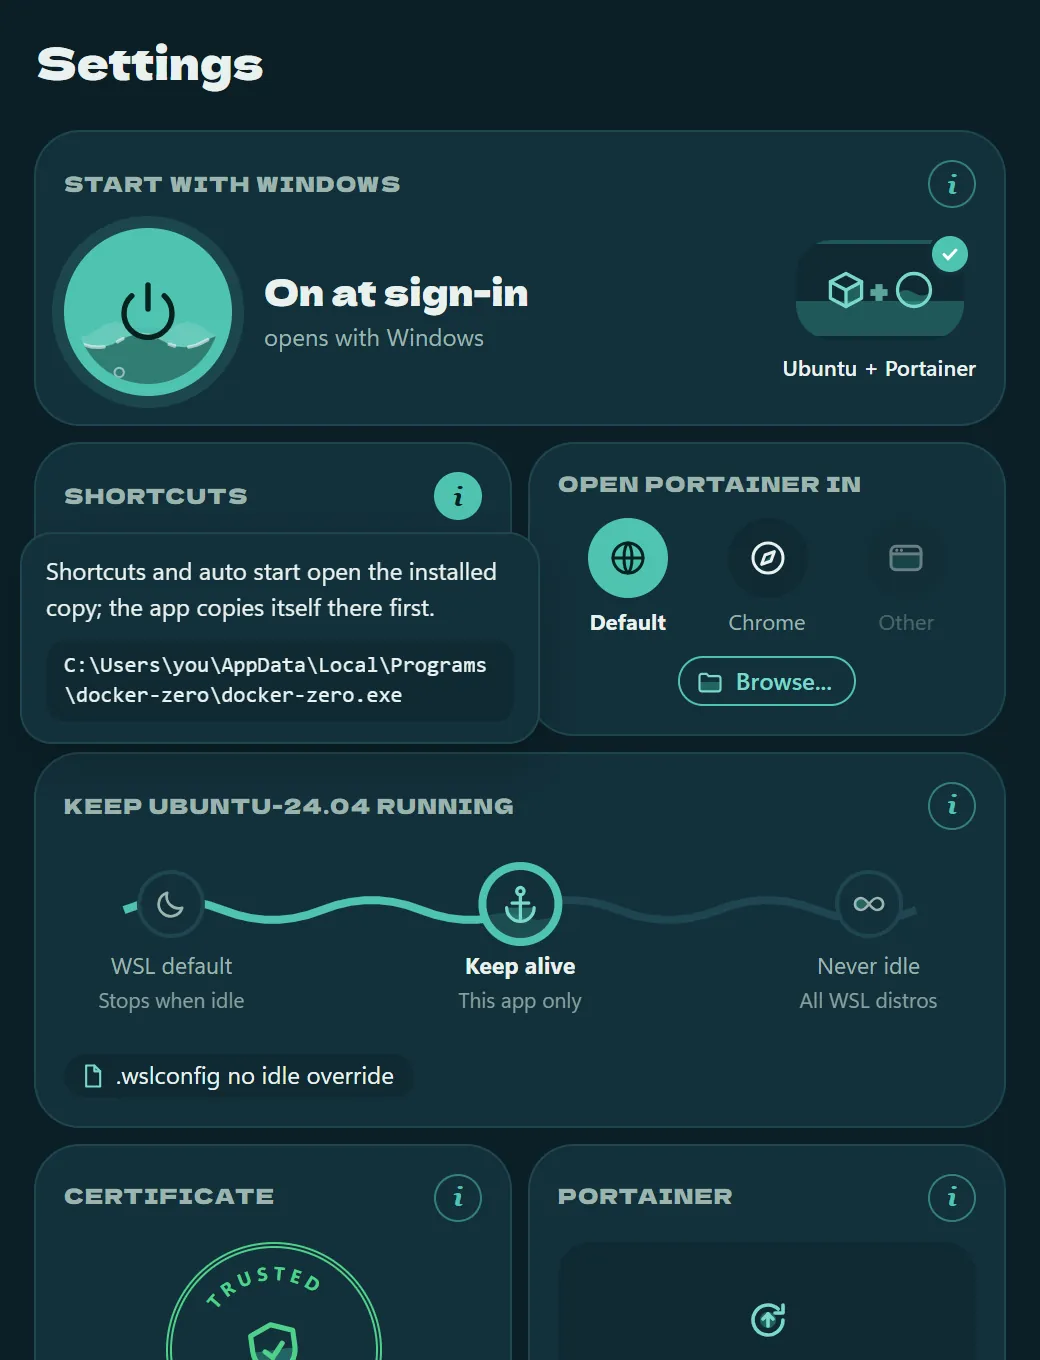 Settings
START WITH WINDOWS
i
On at sign-in
opens with Windows
Ubuntu + Portainer
SHORTCUTS
i
Shortcuts and auto start open the installed
copy; the app copies itself there first.
C:\Users\you\AppData\Local\Programs
\docker-zero\docker-zero.exe
OPEN PORTAINER IN
Default
Chrome
Other
Browse...
KEEP UBUNTU-24.04 RUNNING
i
WSL default
Stops when idle
Keep alive
This app only
Never idle
All WSL distros
.wslconfig no idle override
CERTIFICATE
i
TRUSTED
PORTAINER
i